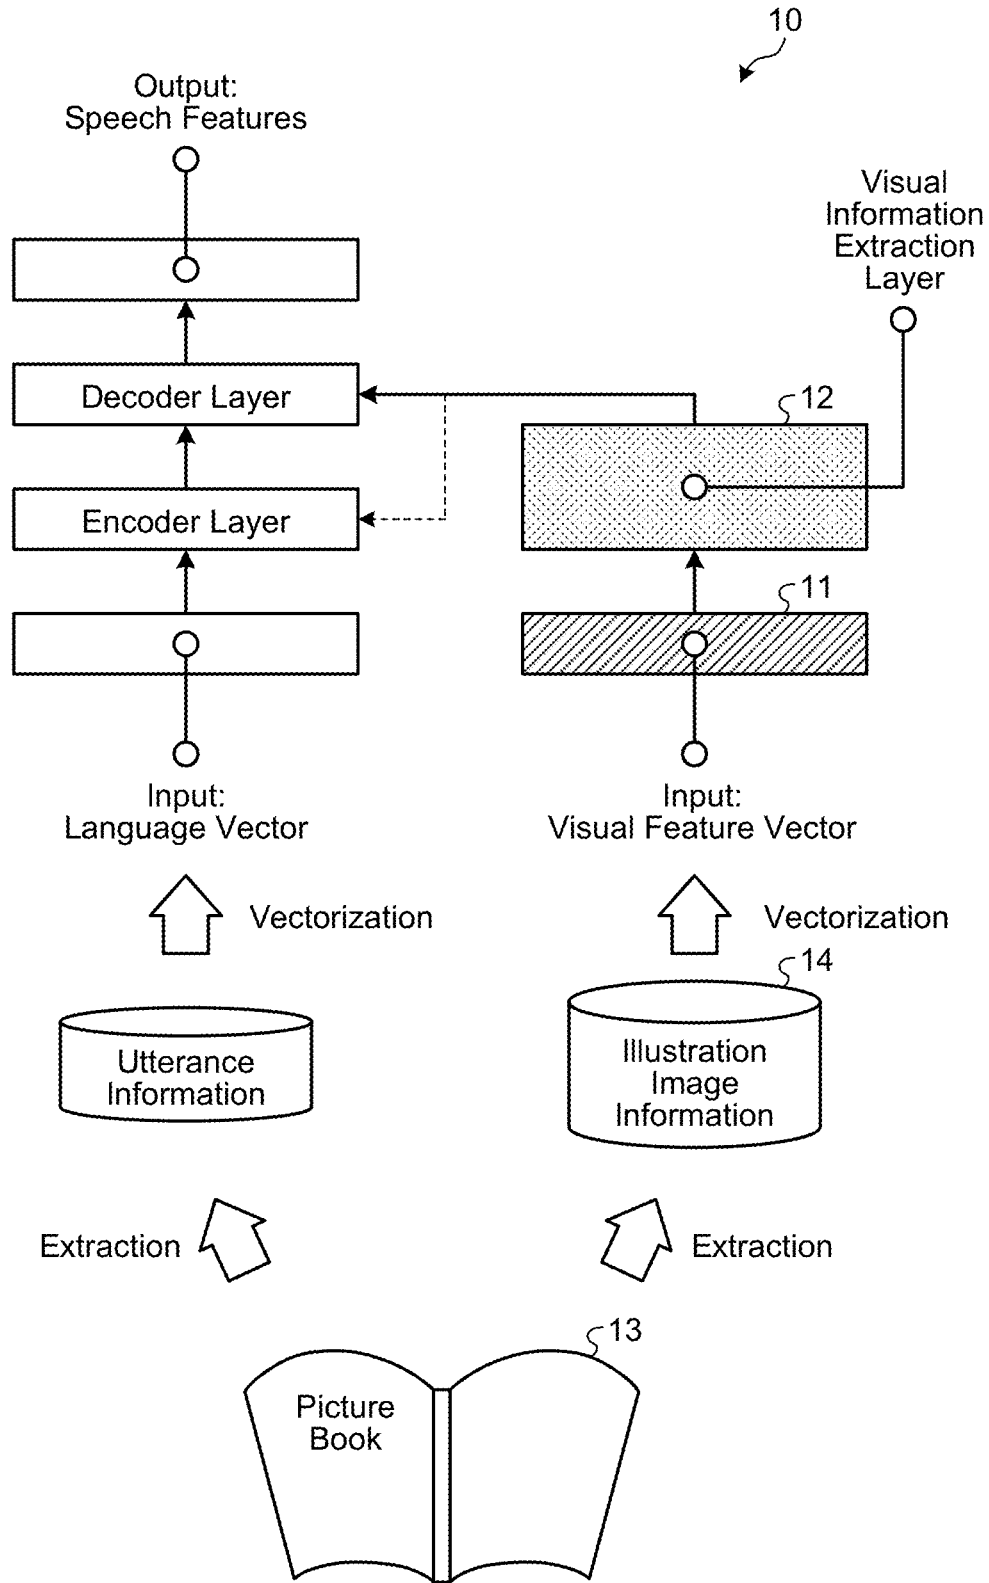 10
Output:
Speech Features
Visual
Information
Extraction
Layer
Decoder Layer
12
Encoder Layer
11
Input:
Language Vector
Input:
Visual Feature Vector
Vectorization
Vectorization
14
Utterance
Information
Illustration
Image
Information
Extraction
Extraction
13
Picture
Book